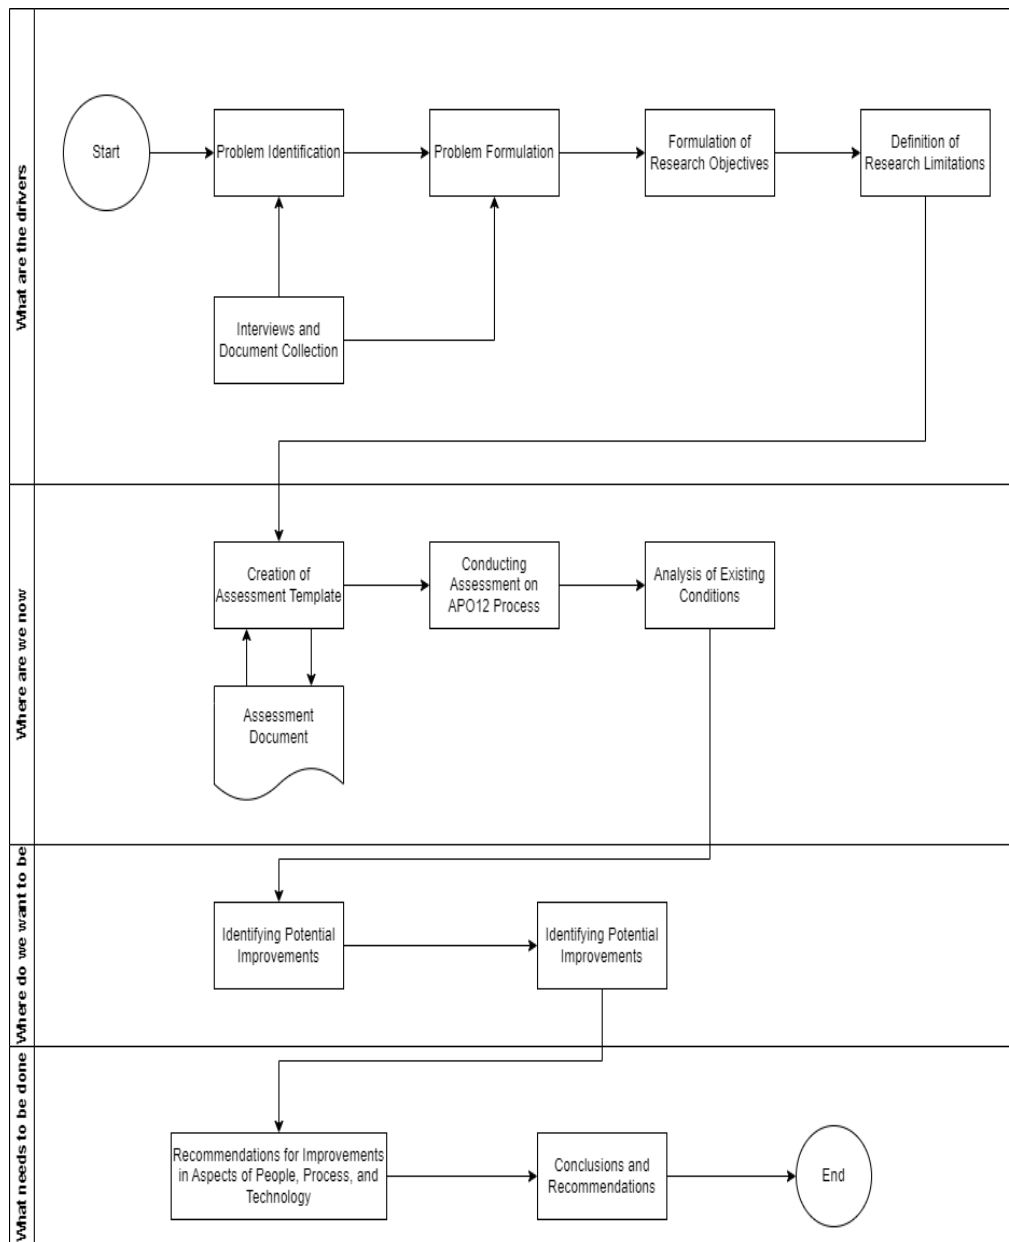 What are the drivers
Start
Problem Identification
Problem Formulation
Formulation of
Research Objectives
Definition of
Research Limitations
Interviews and
Document Collection
Where are we now
Creation of
Assessment Template
Conducting
Assessment on
APO12 Process
Analysis of Existing
Conditions
Assessment
Document
Where do we want to be
Identifying Potential
Improvements
Identifying Potential
Improvements
What needs to be done
Recommendations for Improvements
in Aspects of People, Process, and
Technology
Conclusions and
Recommendations
End